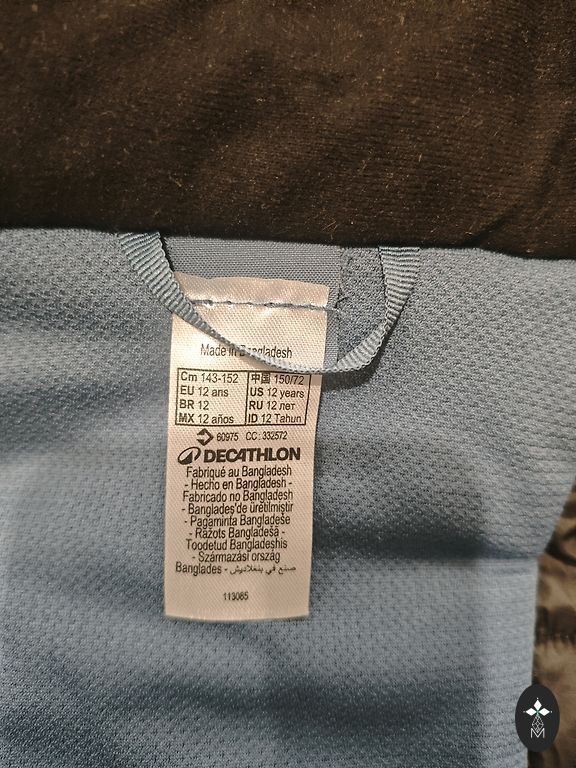 Made in Bangladesh
Cm 143-152 中国 150/72
EU 12 ans US 12 years
BR 12 RU 12 лет
MX 12 años ID 12 Tahun
60975 CC: 332572
DECATHLON
Fabriqué au Bangladesh
- Hecho en Bangladesh -
Fabricado no Bangladesh
- Banglades'de üretilmiştir
- Pagaminta Bangladeše
- Ražots Bangladešā -
Toodetud Bangladeshis
- Származási ország
Banglades - صنع في بنغلاديش
113065
M